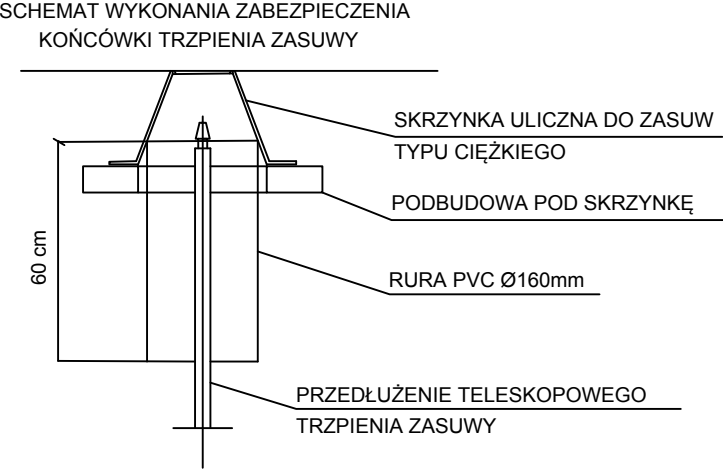 SCHEMAT WYKONANIA ZABEZPIECZENIA
KOŃCÓWKI TRZPIENIA ZASUWY
SKRZYNKA ULICZNA DO ZASUW
TYPU CIĘŻKIEGO
PODBUDOWA POD SKRZYNKĘ
60 cm
RURA PVC Ø160mm
PRZEDŁUŻENIE TELESKOPOWEGO
TRZPIENIA ZASUWY